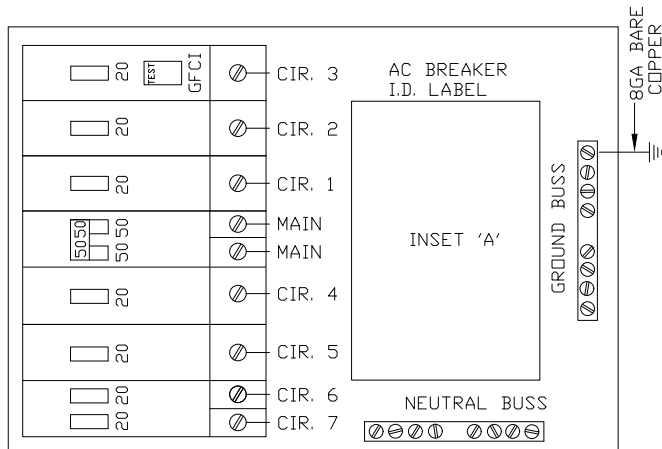 8GA BARE
COPPER
20 TEST GFCI CIR. 3
AC BREAKER
I.D. LABEL
20 CIR. 2
20 CIR. 1
50 50 MAIN
50 50 MAIN
INSET 'A'
GROUND BUSS
20 CIR. 4
20 CIR. 5
20 CIR. 6
20 CIR. 7
NEUTRAL BUSS